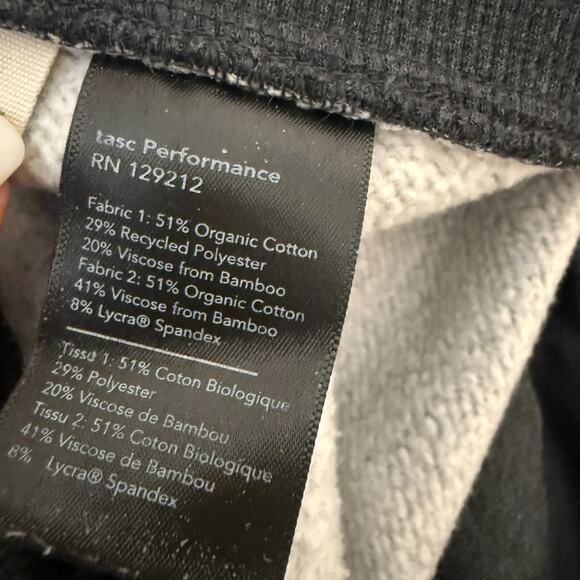 tasc Performance
RN 129212
Fabric 1: 51% Organic Cotton
29% Recycled Polyester
20% Viscose from Bamboo
Fabric 2: 51% Organic Cotton
41% Viscose from Bamboo
8% Lycra® Spandex
Tissu 1: 51% Coton Biologique
29% Polyester
20% Viscose de Bambou
Tissu 2: 51% Coton Biologique
41% Viscose de Bambou
8% Lycra® Spandex